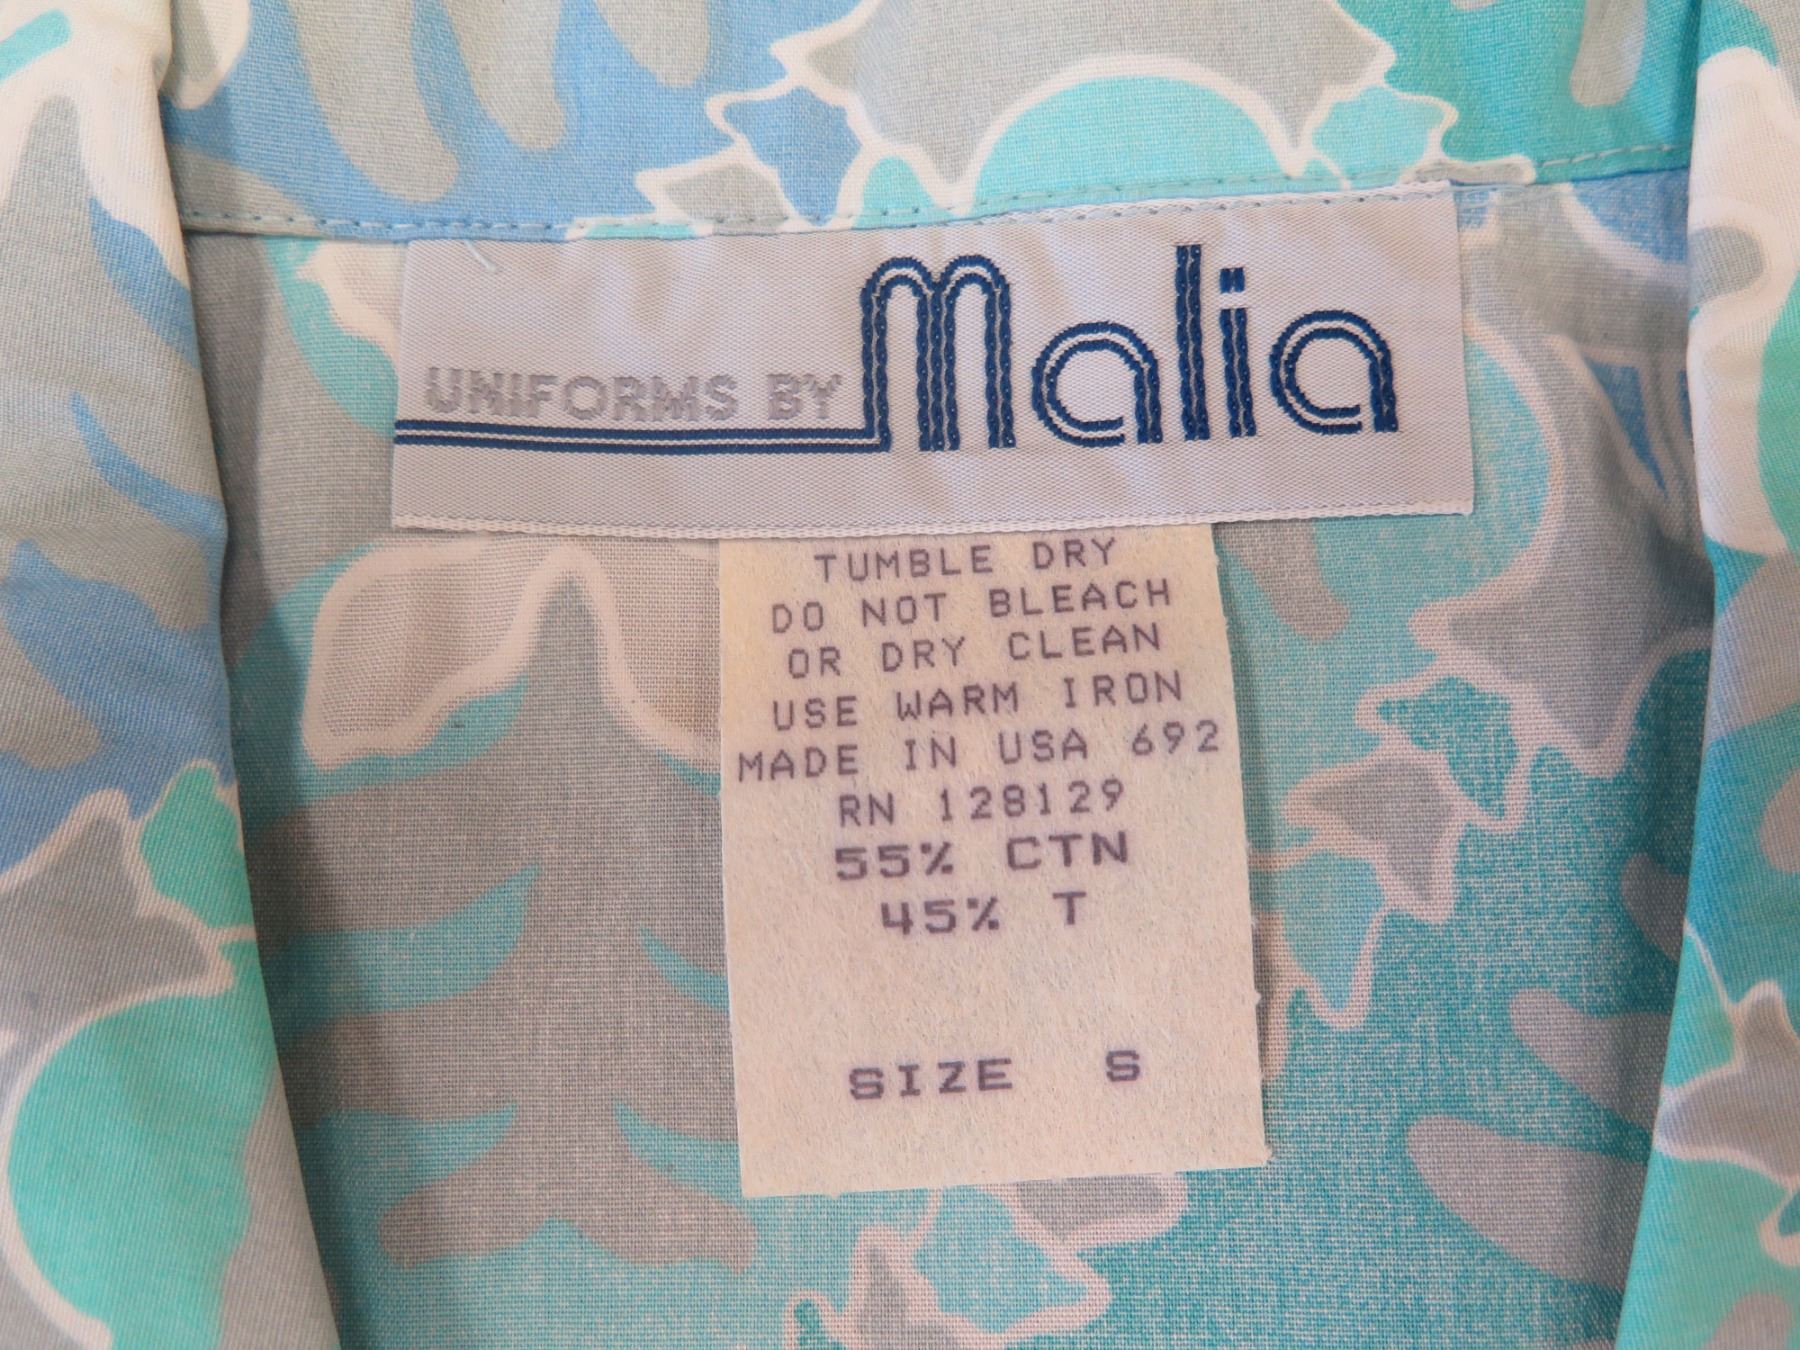 UNIFORMS BY Malia
TUMBLE DRY
DO NOT BLEACH
OR DRY CLEAN
USE WARM IRON
MADE IN USA 692
RN 128129
55% CTN
45% T
SIZE S